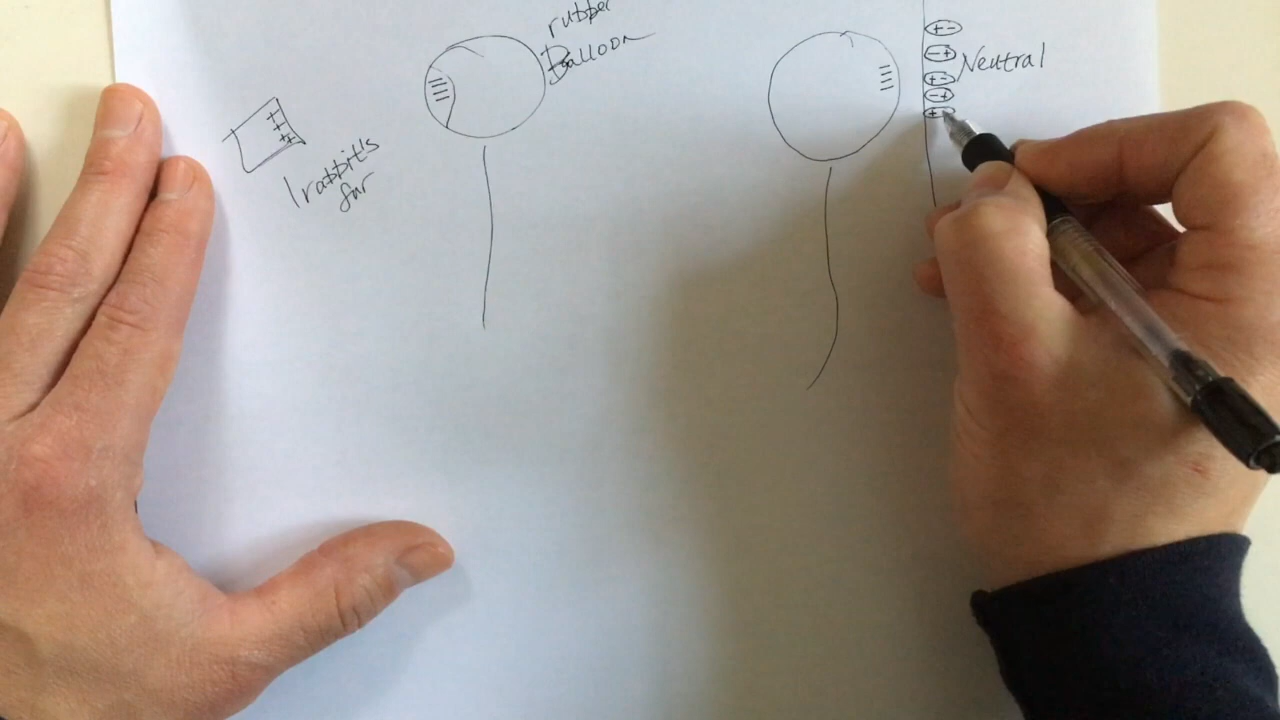 rubber
Balloon
rabbit's
fur
Neutral
+-
-+
+-
-+
+
+++